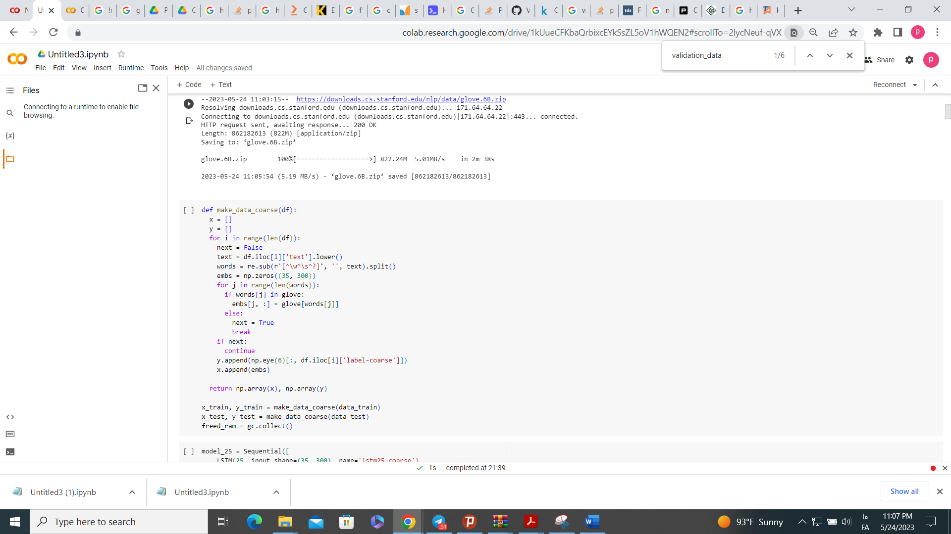 colab.research.google.com/drive/1kUueCFKbaQrbixcEYkSsZL5oV1hWQEN2#scrollTo=2IycNeuf-qVX
validation_data 1/6
Untitled3.ipynb
File Edit View Insert Runtime Tools Help All changes saved
Share
Files
+ Code + Text
Reconnect
Connecting to a runtime to enable file
browsing.
--2023-05-24 11:03:15-- https://downloads.cs.stanford.edu/nlp/data/glove.6B.zip
Resolving downloads.cs.stanford.edu (downloads.cs.stanford.edu)... 171.64.64.22
Connecting to downloads.cs.stanford.edu (downloads.cs.stanford.edu)|171.64.64.22|:443... connected.
HTTP request sent, awaiting response... 200 OK
Length: 862182613 (822M) [application/zip]
Saving to: ‘glove.6B.zip’
glove.6B.zip 100%[===================>] 822.24M 5.01MB/s in 2m 38s
2023-05-24 11:05:54 (5.19 MB/s) - ‘glove.6B.zip’ saved [862182613/862182613]
[ ] def make_data_coarse(df):
x = []
y = []
for i in range(len(df)):
next = False
text = df.iloc[i]['text'].lower()
words = re.sub(r'[^\w^\s^?]', '', text).split()
embs = np.zeros((35, 300))
for j in range(len(words)):
if words[j] in glove:
embs[j, :] = glove[words[j]]
else:
next = True
break
if next:
continue
y.append(np.eye(6)[:, df.iloc[i]['label-coarse']])
x.append(embs)
return np.array(x), np.array(y)
x_train, y_train = make_data_coarse(data_train)
x_test, y_test = make_data_coarse(data_test)
freed_ram = gc.collect()
[ ] model_25 = Sequential([
LSTM(25, input_shape=(35, 300), name='lstm25_coarse')
1s completed at 21:39
Untitled3 (1).ipynb
Untitled3.ipynb
Show all
Type here to search
93°F Sunny
FA
11:07 PM
5/24/2023